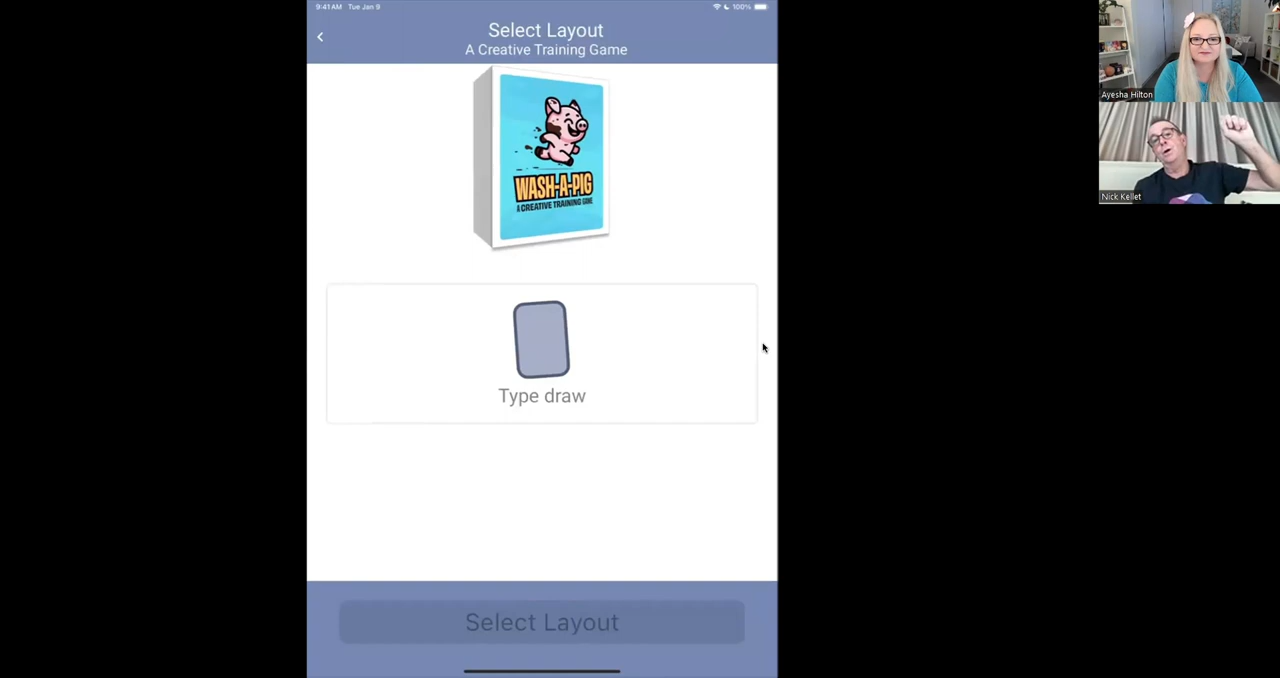 9:41 AM Tue Jan 9
100%
Select Layout
A Creative Training Game
WASH-A-PIG
A CREATIVE TRAINING GAME
Type draw
Select Layout
Ayesha Hilton
Nick Kellet